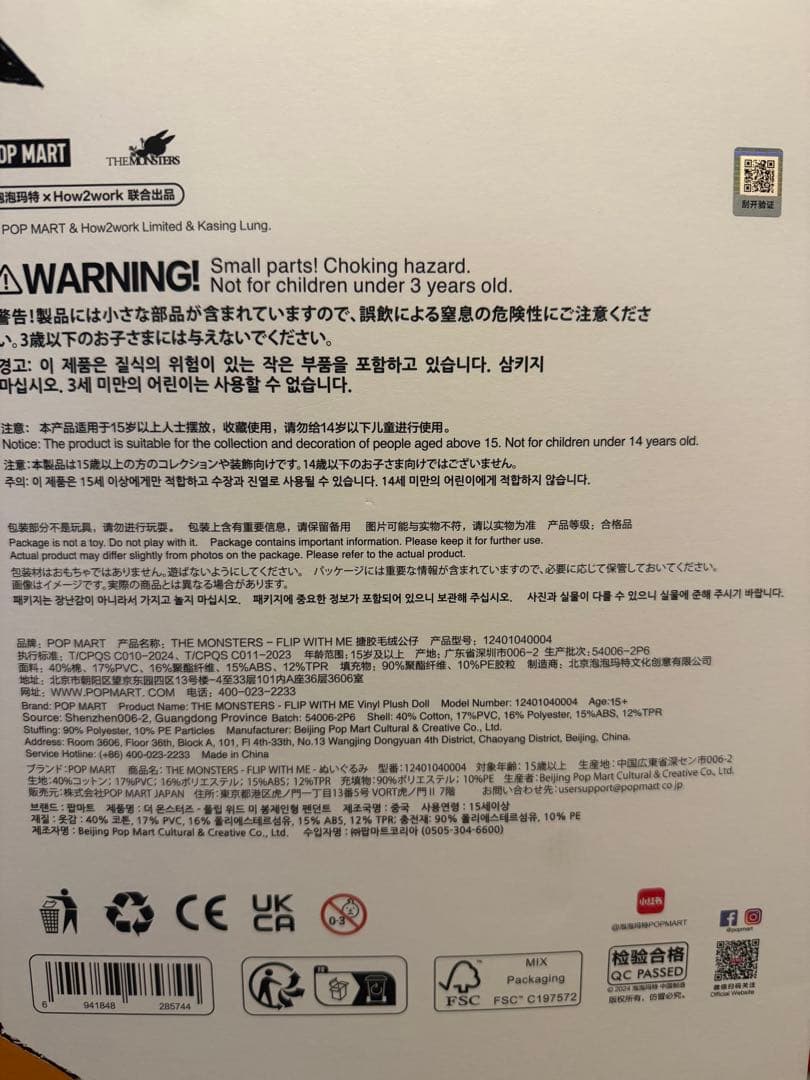 OP MART
THE MONSTERS
泡泡玛特×How2work 联合出品
刮开验证
POP MART & How2work Limited & Kasing Lung.
WARNING! Small parts! Choking hazard.
Not for children under 3 years old.
警告!製品には小さな部品が含まれていますので、誤飲による窒息の危険性にご注意くださ
い。3歳以下のお子さまには与えないでください。
경고: 이 제품은 질식의 위험이 있는 작은 부품을 포함하고 있습니다. 삼키지
마십시오. 3세 미만의 어린이는 사용할 수 없습니다.
注意: 本产品适用于15岁以上人士摆放，收藏使用，请勿给14岁以下儿童进行使用。
Notice: The product is suitable for the collection and decoration of people aged above 15. Not for children under 14 years old.
注意:本製品は15歳以上の方のコレクションや装飾向けです。14歳以下のお子さま向けではございません。
주의: 이 제품은 15세 이상에게만 적합하고 수장과 진열로 사용될 수 있습니다. 14세 미만의 어린이에게 적합하지 않습니다.
包装部分不是玩具，请勿进行玩耍。 包装上含有重要信息，请保留备用 图片可能与实物不符，请以实物为准 产品等级：合格品
Package is not a toy. Do not play with it. Package contains important information. Please keep it for further use.
Actual product may differ slightly from photos on the package. Please refer to the actual product.
包装材はおもちゃではありません。遊ばないようにしてください。 パッケージには重要な情報が含まれていますので、必要に応じて保管しておいてください。
画像はイメージです。実際の商品とは異なる場合があります。
패키지는 장난감이 아니라서 가지고 놀지 마십시오. 패키지에 중요한 정보가 포함되어 있으니 보관해 주십시오. 사진과 실물이 다를 수 있으니 실물에 준해 주시기 바랍니다.
品牌：POP MART 产品名称：THE MONSTERS – FLIP WITH ME 搪胶毛绒公仔 产品型号：12401040004
执行标准：T/CPQS C010-2024、T/CPQS C011-2023 年龄范围：15岁及以上 产地：广东省深圳市006-2 生产批次：54006-2P6
面料：40%棉、17%PVC、16%聚酯纤维、15%ABS、12%TPR 填充物：90%聚酯纤维、10%PE胶粒 制造商：北京泡泡玛特文化创意有限公司
地址：北京市朝阳区望京东园四区13号楼-4至33层101内A座36层3606室
网址：WWW.POPMART.COM 电话：400-023-2233
Brand: POP MART Product Name: THE MONSTERS - FLIP WITH ME Vinyl Plush Doll Model Number: 12401040004 Age:15+
Source: Shenzhen006-2, Guangdong Province Batch: 54006-2P6 Shell: 40% Cotton, 17%PVC, 16% Polyester, 15%ABS, 12%TPR
Stuffing: 90% Polyester, 10% PE Particles Manufacturer: Beijing Pop Mart Cultural & Creative Co., Ltd.
Address: Room 3606, Floor 36th, Block A, 101, Fl 4-33th, No.13 Wangjing Dongyuan 4th District, Chaoyang District, Beijing, China.
Service Hotline: (+86) 400-023-2233 Made in China
ブランド:POP MART 商品名: THE MONSTERS - FLIP WITH ME - ぬいぐるみ 型番:12401040004 対象年齢: 15歳以上 生産地:中国広東省深セン市006-2
生地:40%コットン; 17%PVC; 16%ポリエステル; 15%ABS; 12%TPR 充填物:90%ポリエステル; 10%PE 生産者:Beijing Pop Mart Cultural & Creative Co., Ltd.
販売元:株式会社POP MART JAPAN 住所:東京都港区虎ノ門一丁目13番5号 VORT虎ノ門II 7階 お問い合わせ先:usersupport@popmart.co.jp
브랜드 : 팝마트 제품명 : 더 몬스터즈 - 플립 위드 미 봉제인형 펜던트 제조국명 : 중국 사용연령 : 15세이상
재질 : 옷감 : 40% 코튼, 17% PVC, 16% 폴리에스테르섬유, 15% ABS, 12% TPR; 충전재: 90% 폴리에스테르섬유, 10% PE
제조자명 : Beijing Pop Mart Cultural & Creative Co., Ltd. 수입자명 : ㈜팝마트코리아 (0505-304-6600)
CE
UK
CA
0-3
小红书
@泡泡玛特POPMART
@popmart
6 941848 285744
MIX
Packaging
FSC
FSC™ C197572
检验合格
QC PASSED
© 2024 泡泡玛特 中国制造
版权所有，仿冒必究。
微信扫码关注
Official Website